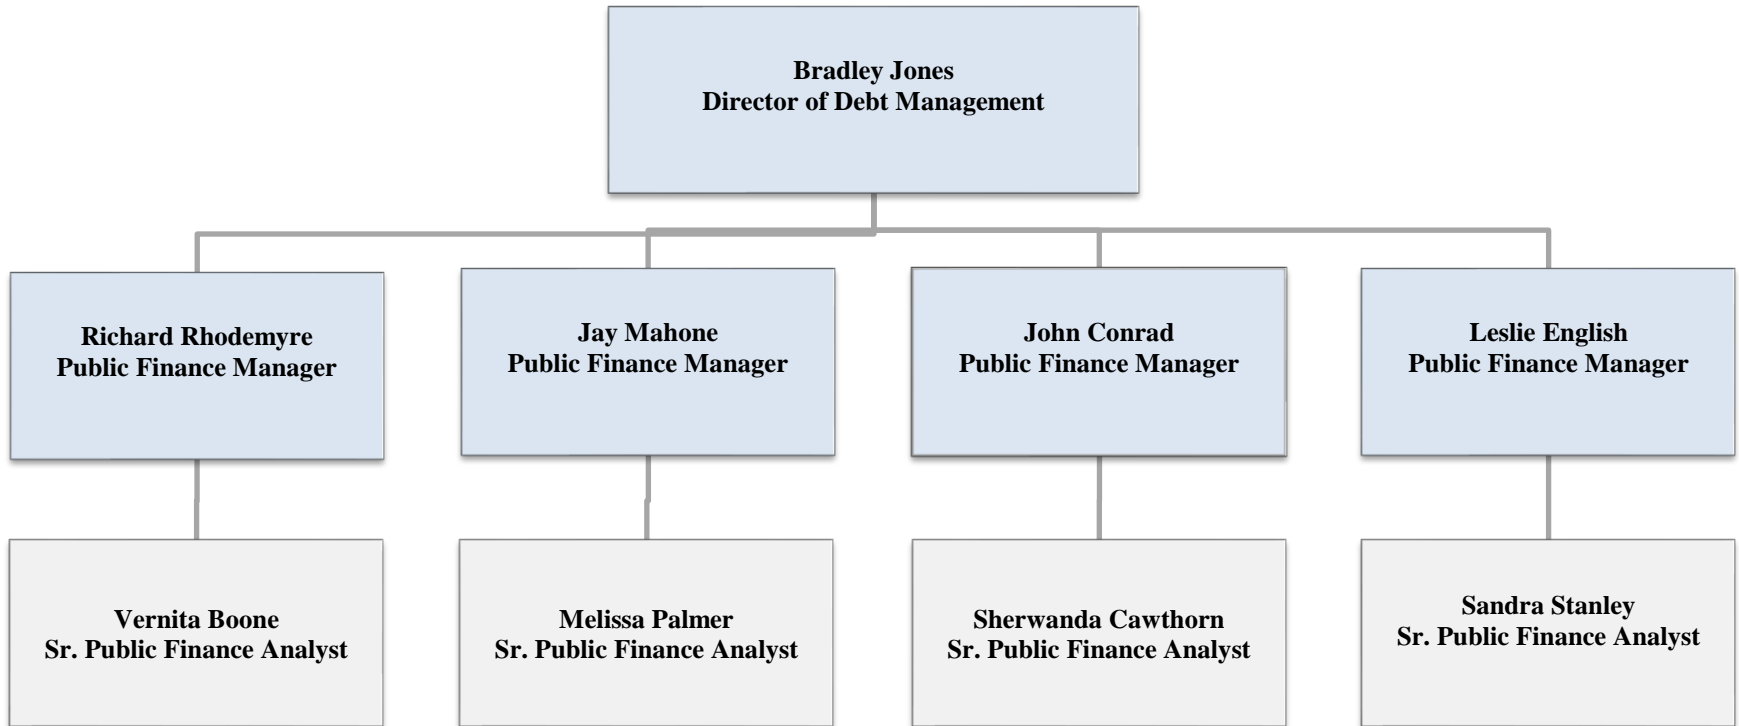 Bradley Jones
Director of Debt Management
Richard Rhodemyre
Public Finance Manager
Jay Mahone
Public Finance Manager
John Conrad
Public Finance Manager
Leslie English
Public Finance Manager
Vernita Boone
Sr. Public Finance Analyst
Melissa Palmer
Sr. Public Finance Analyst
Sherwanda Cawthorn
Sr. Public Finance Analyst
Sandra Stanley
Sr. Public Finance Analyst